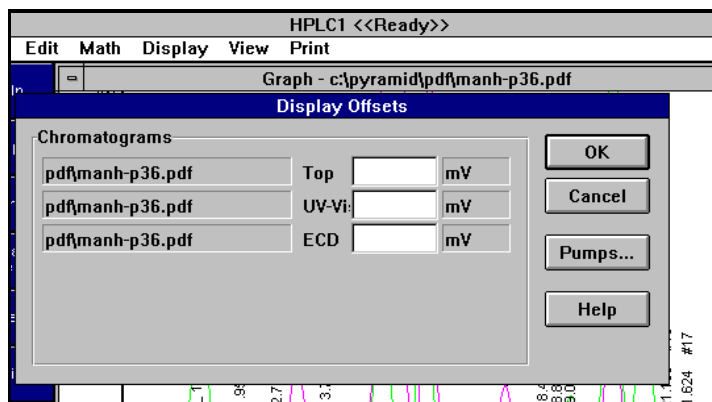 HPLC1 <<Ready>>
Edit Math Display View Print
Graph - c:\pyramid\pdf\manh-p36.pdf
Display Offsets
Chromatograms
pdf\manh-p36.pdf Top mV
pdf\manh-p36.pdf UV-Vi: mV
pdf\manh-p36.pdf ECD mV
OK
Cancel
Pumps...
Help
#17
1.624